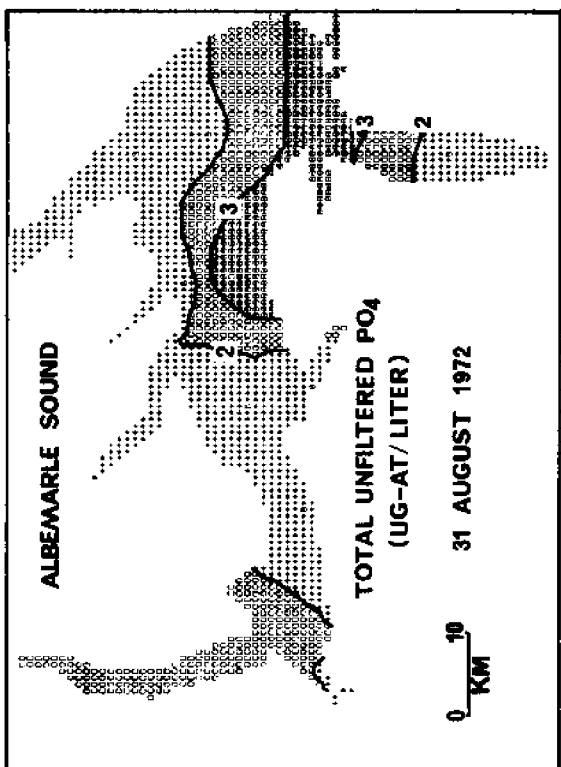 ALBEMARLE SOUND
3
2
3
2
TOTAL UNFILTERED PO4
(UG-AT/LITER)
31 AUGUST 1972
0 10
KM